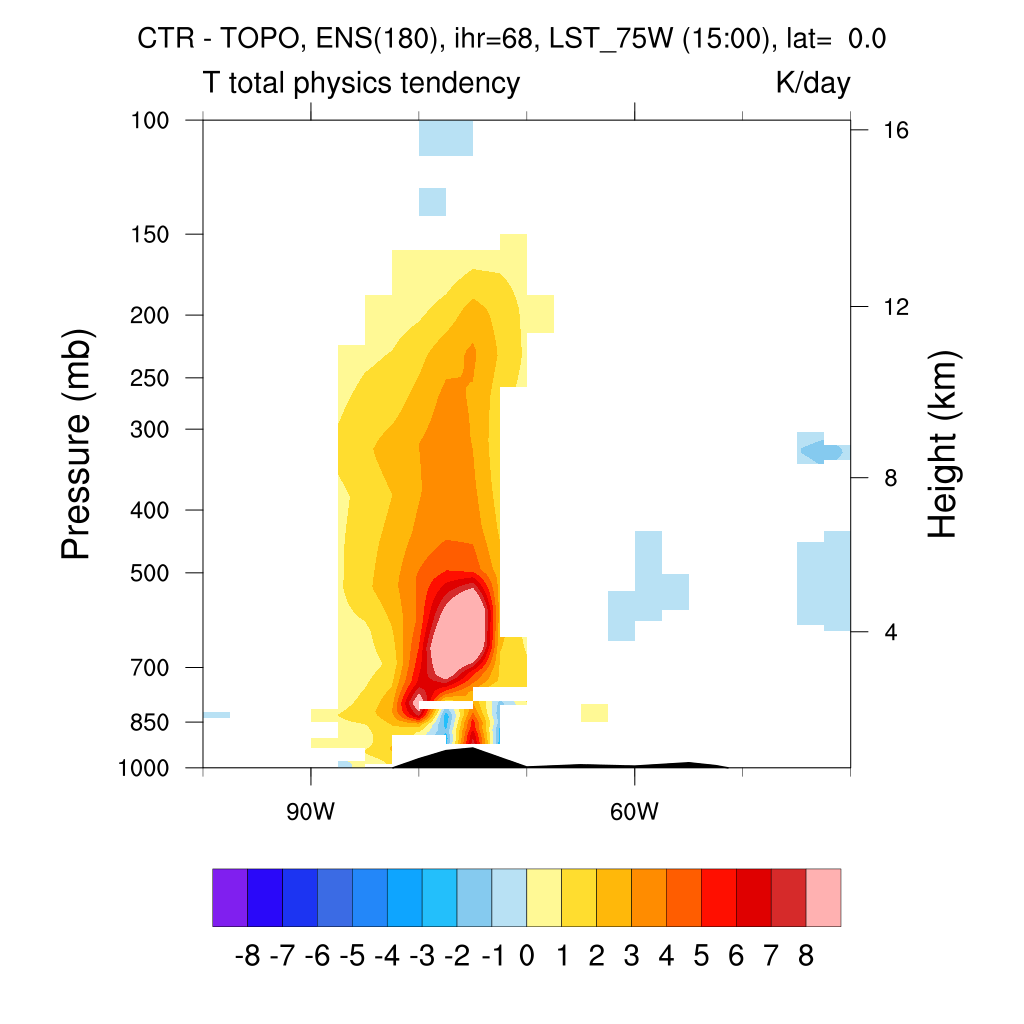 CTR - TOPO, ENS(180), ihr=68, LST_75W (15:00), lat=  0.0
T total physics tendency K/day
100
150
200
250
300
400
500
700
850
1000
Pressure (mb)
16
12
8
4
Height (km)
90W 60W
-8 -7 -6 -5 -4 -3 -2 -1 0 1 2 3 4 5 6 7 8